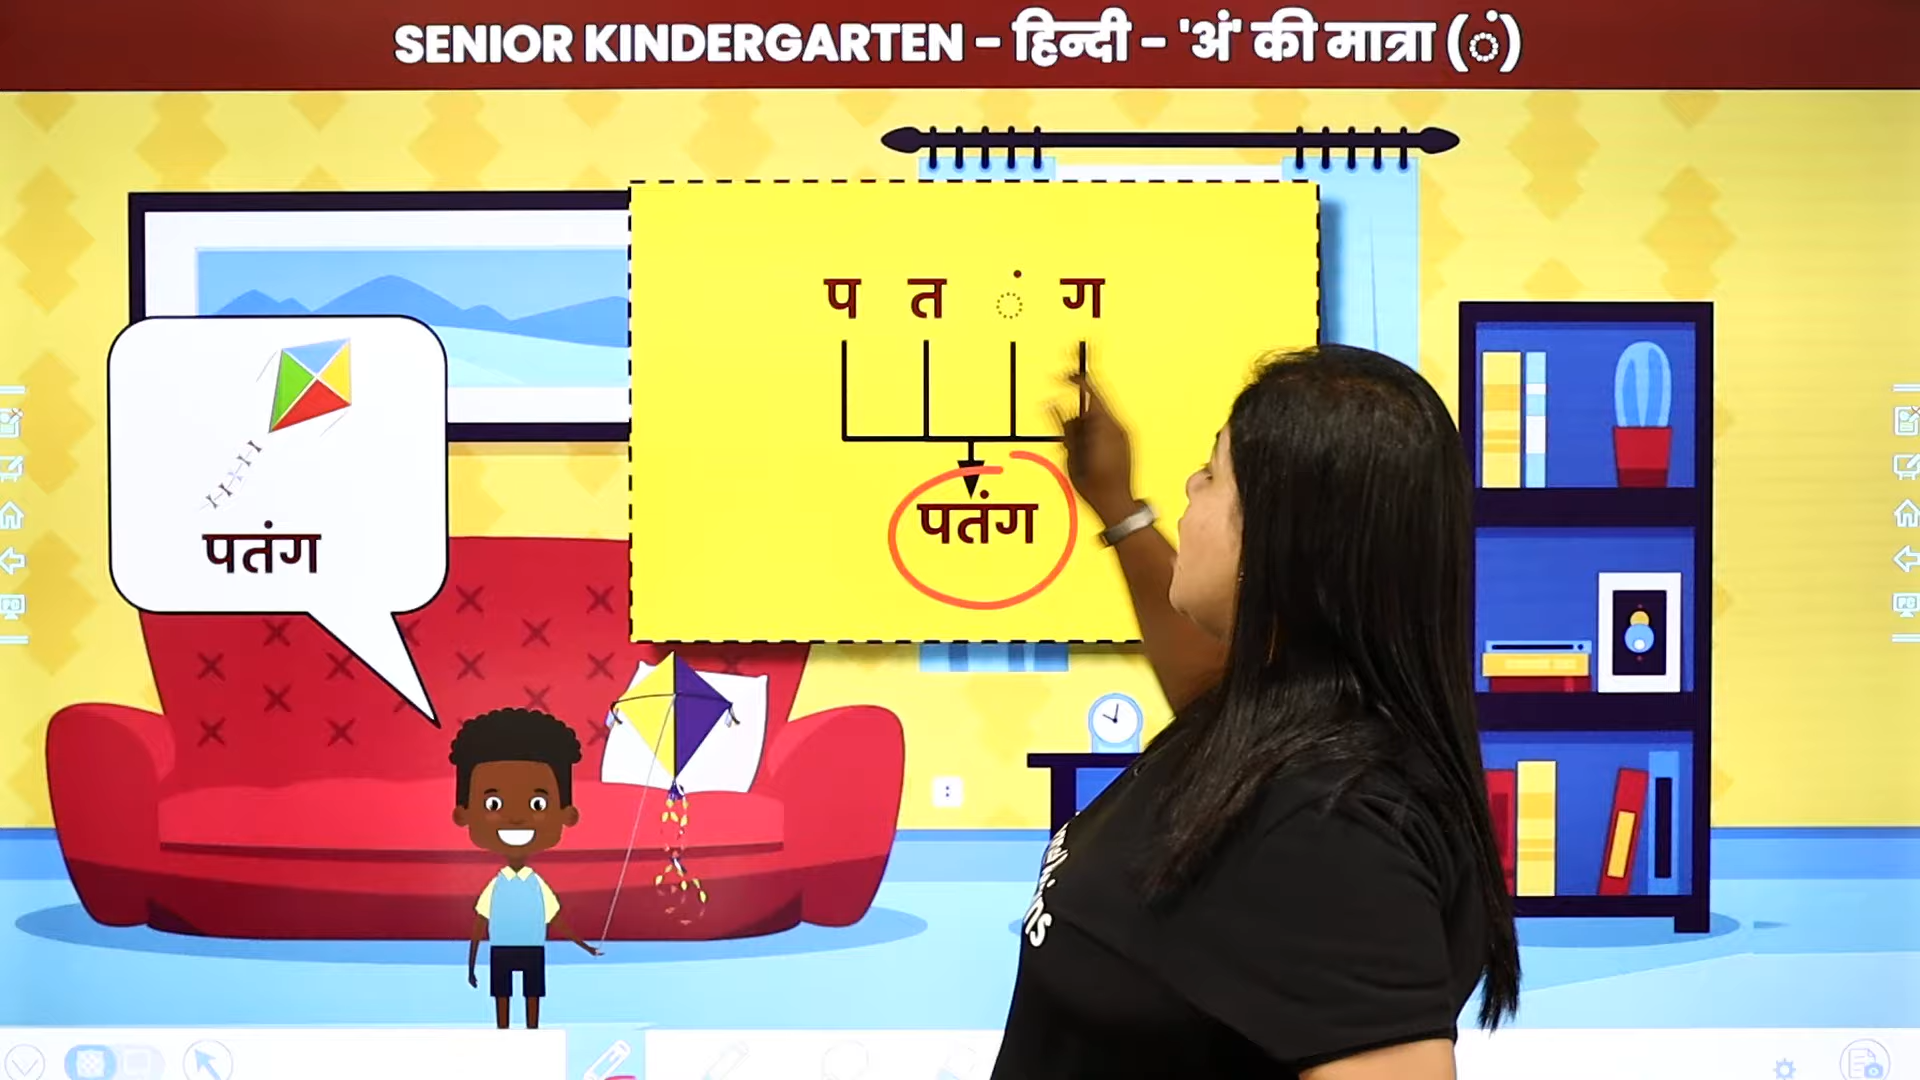 SENIOR KINDERGARTEN - हिन्दी - 'अं' की मात्रा (ं)
प त ं ग
पतंग
पतंग